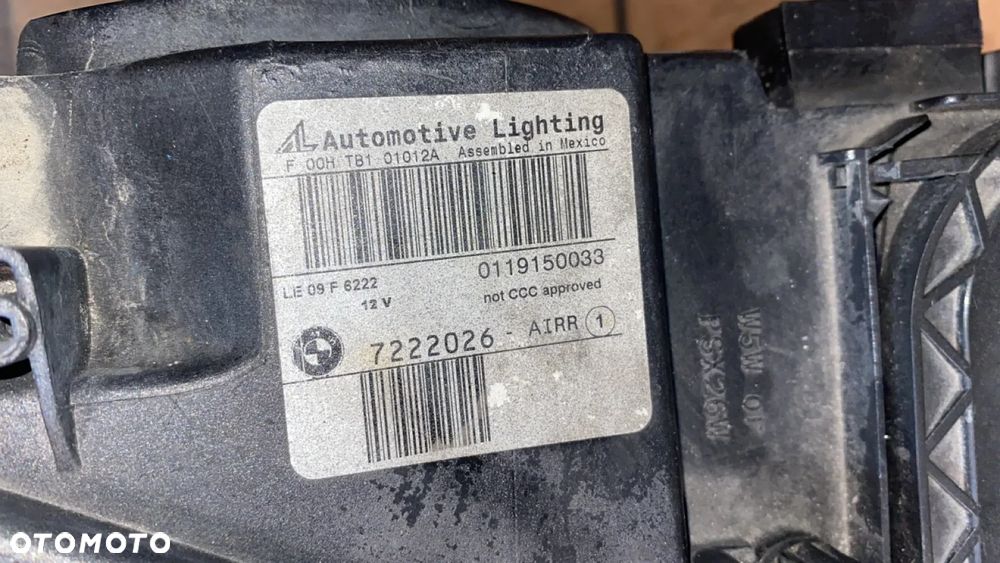 AL Automotive Lighting
F 00H TB1 01012A Assembled in Mexico
LE 09 F 6222
0119150033
12 V
not CCC approved
7222026 - AIRR 1
W5W OF
PSX26W
OTOMOTO